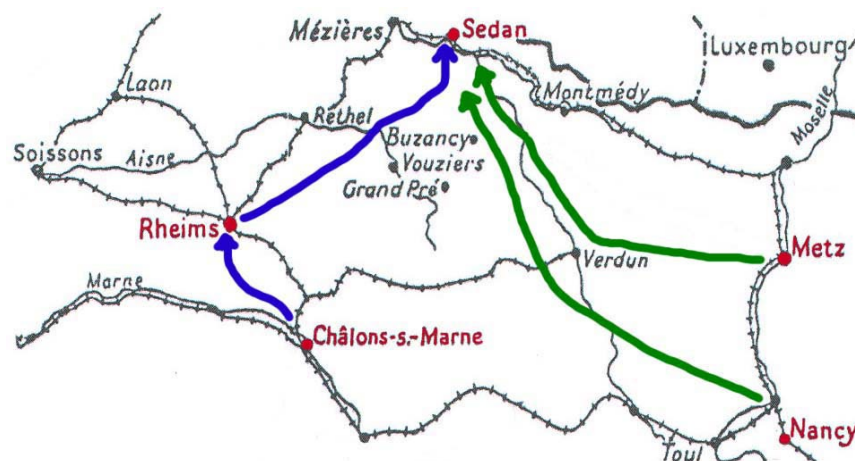 Mézières
Sedan
Luxembourg
Laon
Montmédy
Moselle
Réthel
Soissons
Aisne
Buzancy
Vouziers
Grand Pré
Rheims
Metz
Verdun
Marne
Châlons-s.-Marne
Nancy
Toul